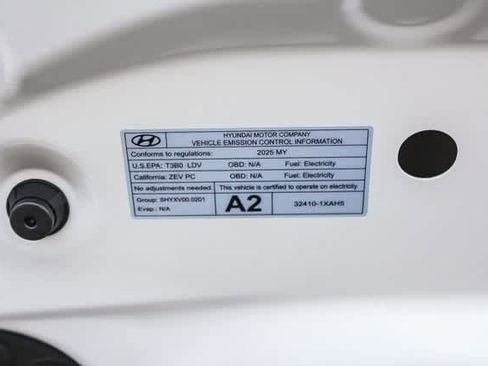 HYUNDAI MOTOR COMPANY
VEHICLE EMISSION CONTROL INFORMATION
Conforms to regulations: 2025 MY
U.S.EPA: T3B0 LDV OBD: N/A Fuel: Electricity
California: ZEV PC OBD: N/A Fuel: Electricity
No adjustments needed. This vehicle is certified to operate on electricity.
Group: SHYXV00.0201 A2 32410-1XAH5
Evap.: N/A